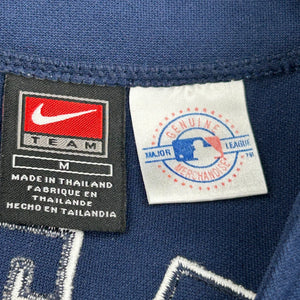 TEAM
M
MADE IN THAILAND
FABRIQUE EN
THAILANDE
HECHO EN TAILANDIA
GENUINE
MAJOR LEAGUE
MERCHANDISE